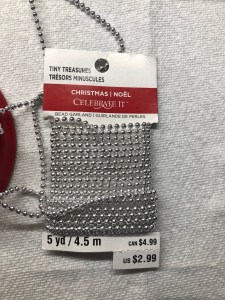 TINY TREASURES
TRÉSORS MINUSCULES
CHRISTMAS | NOËL
CELEBRATE IT™
BEAD GARLAND | GUIRLANDE DE PERLES
5 yd / 4.5 m
CAN $4.99
US $2.99